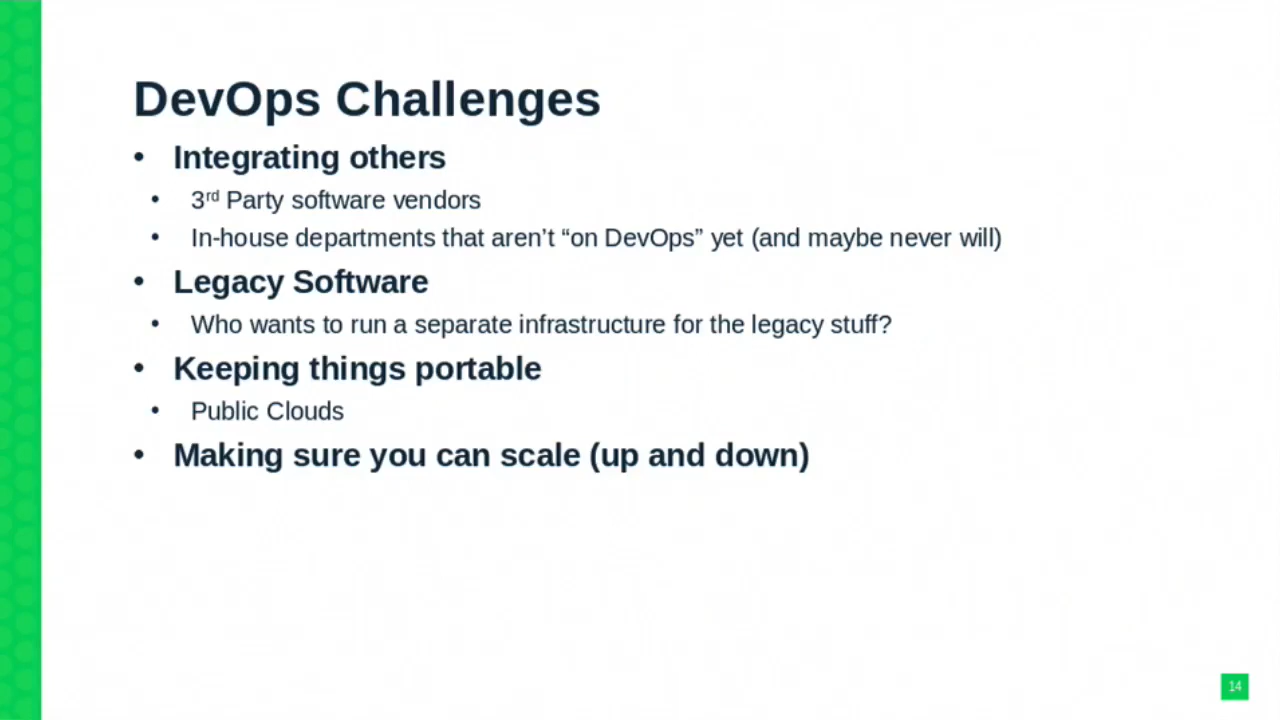 DevOps Challenges
• Integrating others
• 3rd Party software vendors
• In-house departments that aren’t “on DevOps” yet (and maybe never will)
• Legacy Software
• Who wants to run a separate infrastructure for the legacy stuff?
• Keeping things portable
• Public Clouds
• Making sure you can scale (up and down)
14